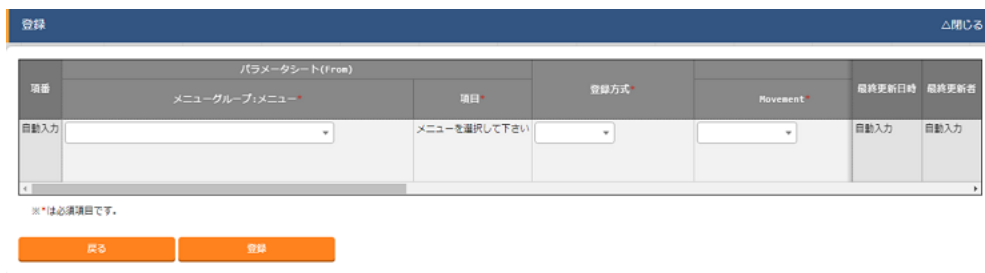 登録 △閉じる
項番 パラメータシート(From) 登録方式* Movement* 最終更新日時 最終更新者
メニューグループ:メニュー* 項目*
自動入力 メニューを選択して下さい 自動入力 自動入力
※*は必須項目です。
戻る 登録